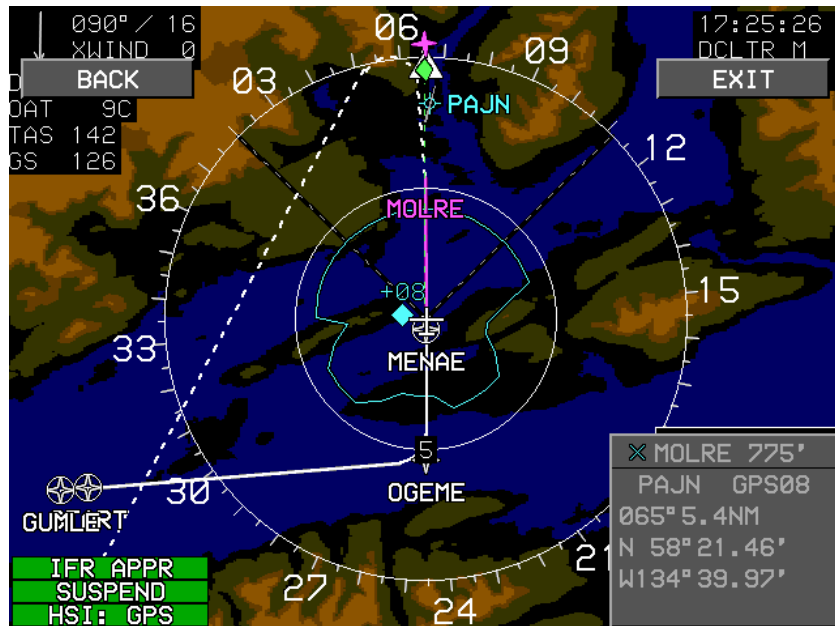 090°/ 16
XWIND 0
BACK
OAT 9C
TAS 142
GS 126
17:25:26
DCLTR M
EXIT
06
03
09
PAJN
12
36
MOLRE
+08
15
33
MENAE
5
OGEME
30
GUMLE
21
27
24
IFR APPR
SUSPEND
HSI: GPS
MOLRE 775'
PAJN GPS08
065° 5.4NM
N 58°21.46'
W134°39.97'